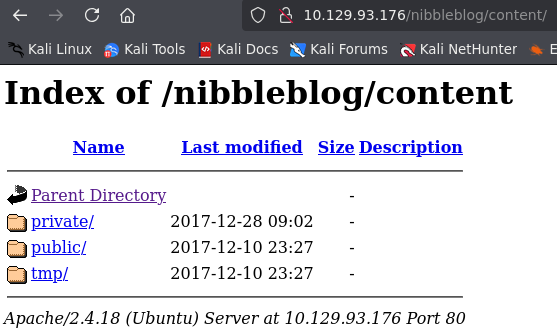 10.129.93.176/nibbleblog/content/
Kali Linux Kali Tools Kali Docs Kali Forums Kali NetHunter E
Index of /nibbleblog/content
Name Last modified Size Description
Parent Directory -
private/ 2017-12-28 09:02 -
public/ 2017-12-10 23:27 -
tmp/ 2017-12-10 23:27 -
Apache/2.4.18 (Ubuntu) Server at 10.129.93.176 Port 80